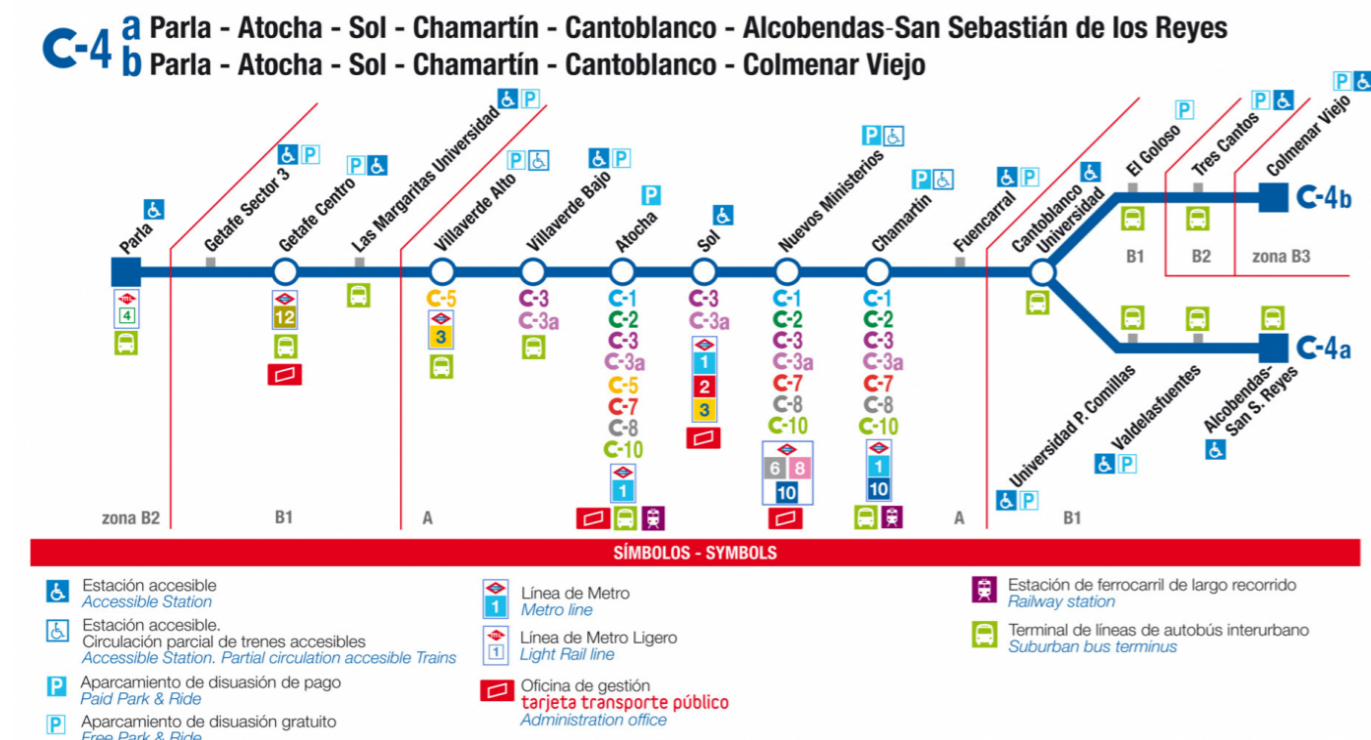 C-4 a Parla - Atocha - Sol - Chamartín - Cantoblanco - Alcobendas-San Sebastián de los Reyes
b Parla - Atocha - Sol - Chamartín - Cantoblanco - Colmenar Viejo
Parla
Getafe Sector 3
Getafe Centro
Las Margaritas Universidad
Villaverde Alto
Villaverde Bajo
Atocha
Sol
Nuevos Ministerios
Chamartín
Fuencarral
Cantoblanco
Universidad
El Goloso
Tres Cantos
Colmenar Viejo
C-4b
B1
B2
zona B3
C-4a
Universidad P. Comillas
Valdelasfuentes
Alcobendas-
San S. Reyes
4
12
C-5
3
C-3
C-3a
C-1
C-2
C-3
C-3a
C-5
C-7
C-8
C-10
1
C-3
C-3a
1
2
3
C-1
C-2
C-3
C-3a
C-7
C-8
C-10
6 8
10
C-1
C-2
C-3
C-3a
C-7
C-8
C-10
1
10
P
P
P
P
P
P
P
P
P
P
P
P
P
P
zona B2
B1
A
A
B1
SÍMBOLOS - SYMBOLS
Estación accesible
Accessible Station
Estación accesible.
Circulación parcial de trenes accesibles
Accessible Station. Partial circulation accesible Trains
P Aparcamiento de disuasión de pago
Paid Park & Ride
P Aparcamiento de disuasión gratuito
Free Park & Ride
1 Línea de Metro
Metro line
1 Línea de Metro Ligero
Light Rail line
Oficina de gestión
tarjeta transporte público
Administration office
Estación de ferrocarril de largo recorrido
Railway station
Terminal de líneas de autobús interurbano
Suburban bus terminus